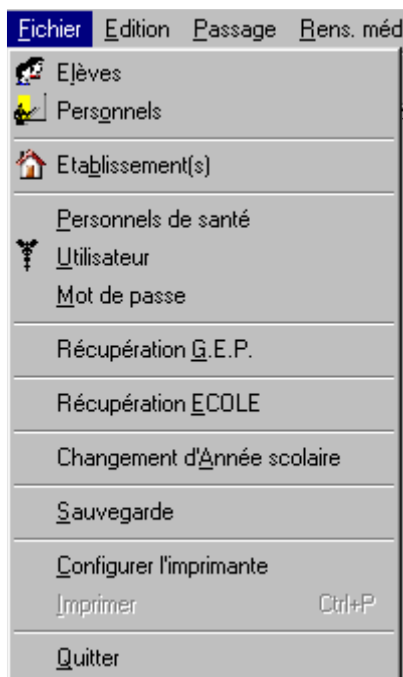 Fichier Edition Passage Rens. méd
Elèves
Personnels
Etablissement(s)
Personnels de santé
Utilisateur
Mot de passe
Récupération G.E.P.
Récupération ECOLE
Changement d'Année scolaire
Sauvegarde
Configurer l'imprimante
Imprimer Ctrl+P
Quitter